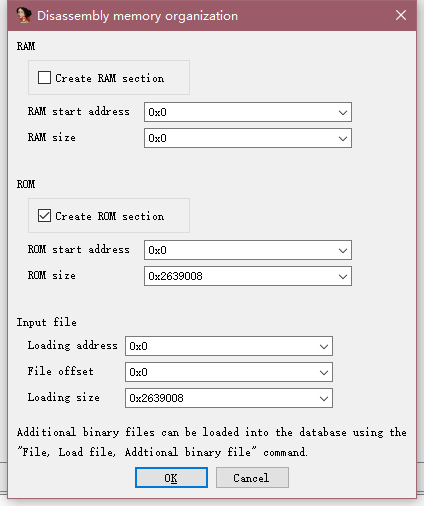 Disassembly memory organization
RAM
Create RAM section
RAM start address 0x0
RAM size 0x0
ROM
Create ROM section
ROM start address 0x0
ROM size 0x2639008
Input file
Loading address 0x0
File offset 0x0
Loading size 0x2639008
Additional binary files can be loaded into the database using the
"File, Load file, Addtional binary file" command.
OK Cancel